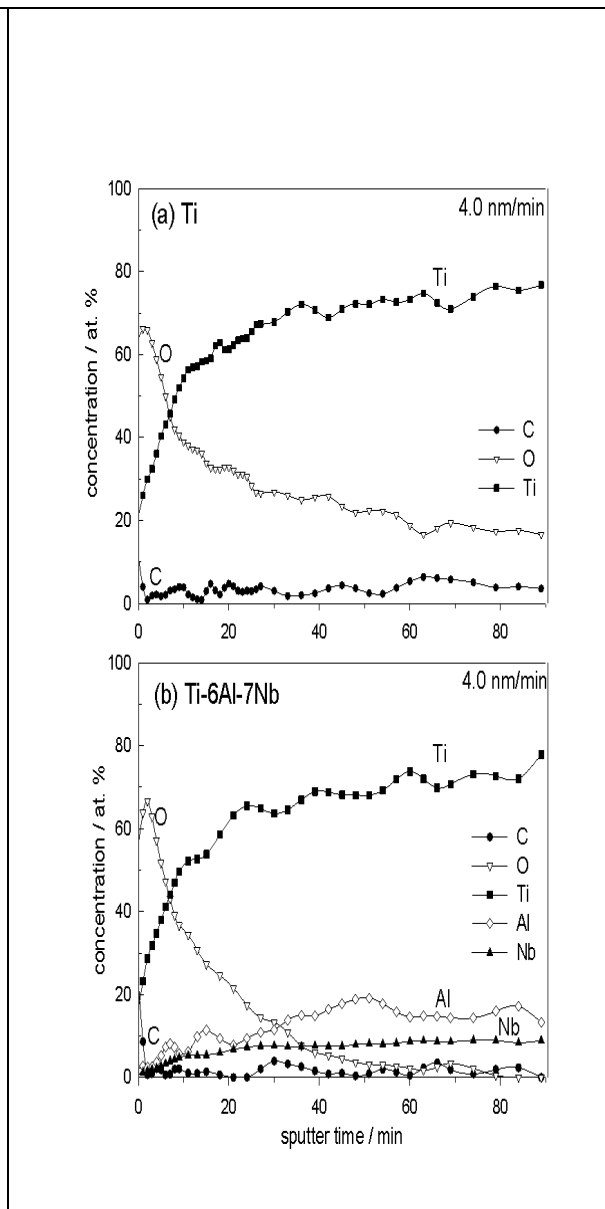 100
(a) Ti
4.0 nm/min
Ti
80
O
60
C
O
Ti
40
20
C
0
0 20 40 60 80
concentration / at. %
100
(b) Ti-6Al-7Nb
4.0 nm/min
Ti
80
O
60
C
O
Ti
Al
Nb
40
20
Al
Nb
C
0
0 20 40 60 80
concentration / at. %
sputter time / min